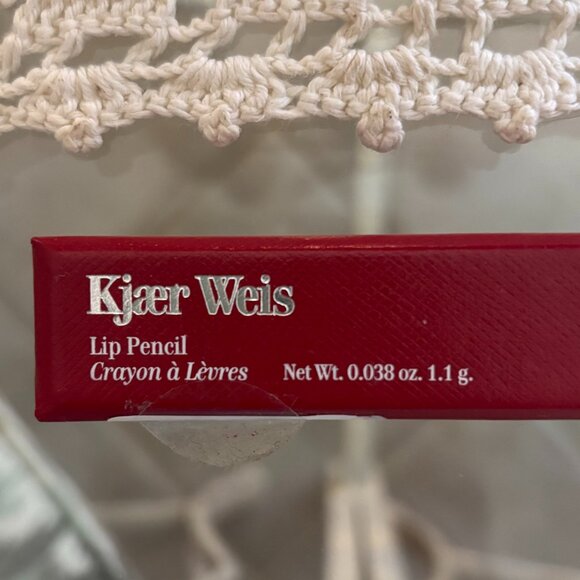 Kjær Weis
Lip Pencil
Crayon à Lèvres Net Wt. 0.038 oz. 1.1 g.